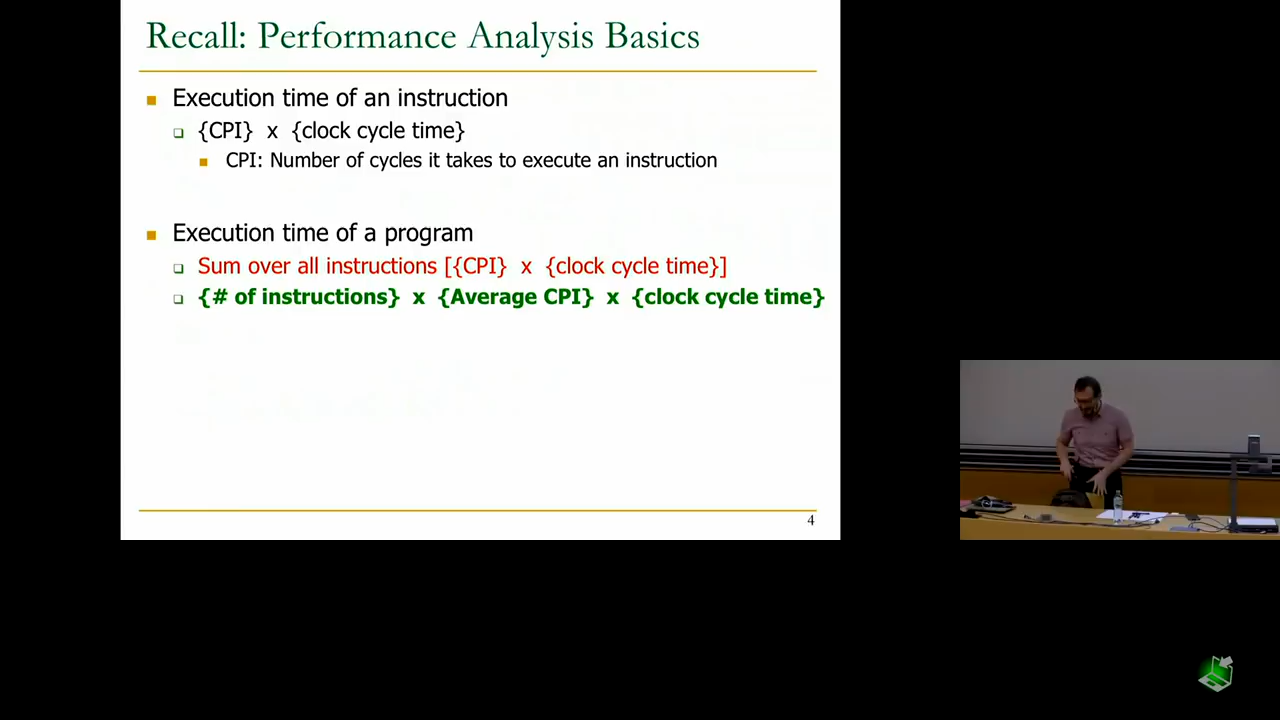 Recall: Performance Analysis Basics
Execution time of an instruction
{CPI} x {clock cycle time}
CPI: Number of cycles it takes to execute an instruction
Execution time of a program
Sum over all instructions [{CPI} x {clock cycle time}]
{# of instructions} x {Average CPI} x {clock cycle time}
4